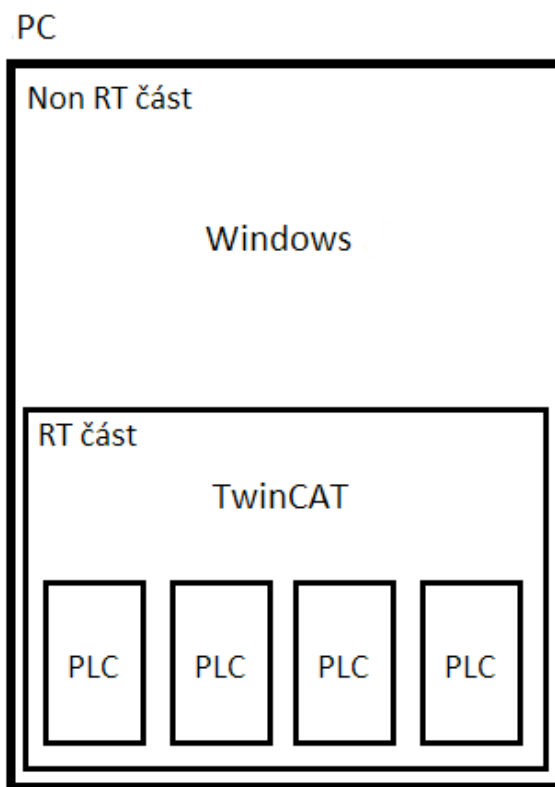 PC
Non RT část
Windows
RT část
TwinCAT
PLC PLC PLC PLC